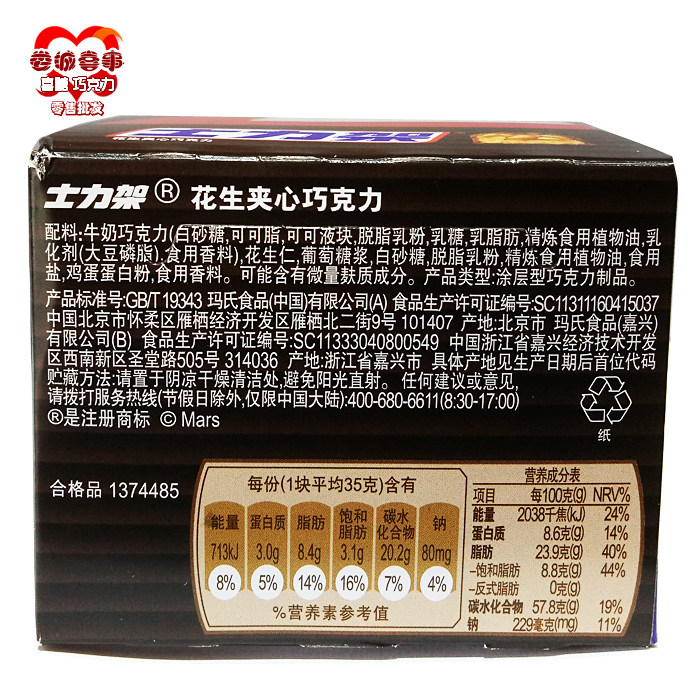 尝诚喜事
喜糖 巧克力
零售批发
士力架
花生夹心巧克力
士力架® 花生夹心巧克力
配料:牛奶巧克力(白砂糖,可可脂,可可液块,脱脂乳粉,乳糖,乳脂肪,精炼食用植物油,乳
化剂(大豆磷脂),食用香料),花生仁,葡萄糖浆,白砂糖,脱脂乳粉,精炼食用植物油,食用
盐,鸡蛋蛋白粉,食用香料。可能含有微量麸质成分。产品类型:涂层型巧克力制品。
产品标准号:GB/T 19343 玛氏食品(中国)有限公司(A) 食品生产许可证编号:SC11311160415037
中国北京市怀柔区雁栖经济开发区雁栖北二街9号 101407 产地:北京市 玛氏食品(嘉兴)
有限公司(B) 食品生产许可证编号:SC11333040800549 中国浙江省嘉兴经济技术开发
区西南新区圣堂路505号 314036 产地:浙江省嘉兴市 具体产地见生产日期后首位代码
贮藏方法:请置于阴凉干燥清洁处,避免阳光直射。 任何建议或意见,
请拨打服务热线(节假日除外,仅限中国大陆):400-680-6611(8:30-17:00)
®是注册商标 © Mars
纸
合格品 1374485
每份(1块平均35克)含有
能量 蛋白质 脂肪 饱和脂肪 碳水化合物 钠
713kJ 3.0g 8.4g 3.1g 20.2g 80mg
8% 5% 14% 16% 7% 4%
%营养素参考值
营养成分表
项目 每100克(g) NRV%
能量 2038千焦(kJ) 24%
蛋白质 8.6克(g) 14%
脂肪 23.9克(g) 40%
–饱和脂肪 8.8克(g) 44%
–反式脂肪 0克(g)
碳水化合物 57.8克(g) 19%
钠 229毫克(mg) 11%